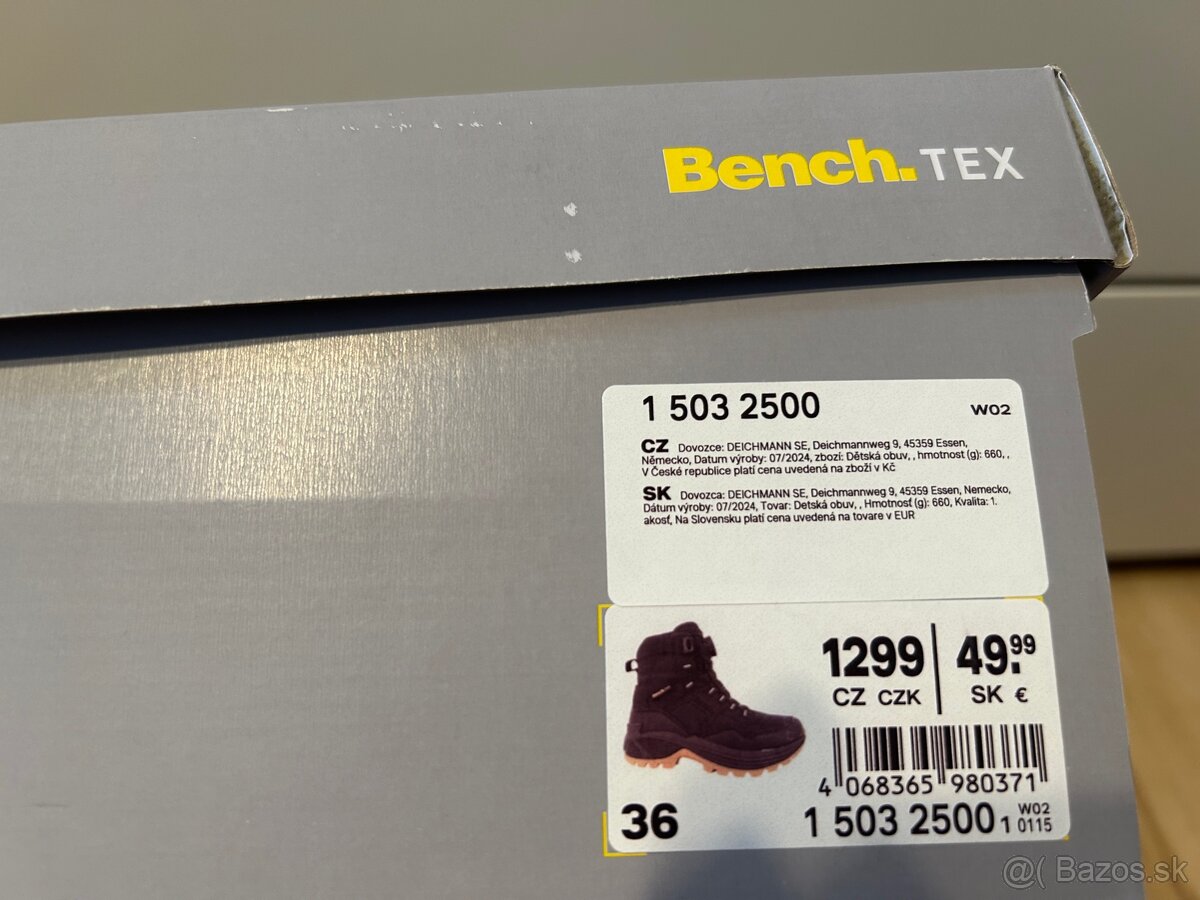 Bench.TEX
1 503 2500 W02
CZ Dovozce: DEICHMANN SE, Deichmannweg 9, 45359 Essen,
Německo, Datum výroby: 07/2024, zbozí: Dětská obuv, , hmotnost (g): 660, ,
V České republice platí cena uvedená na zboží v Kč
SK Dovozca: DEICHMANN SE, Deichmannweg 9, 45359 Essen, Nemecko,
Dátum výroby: 07/2024, Tovar: Detská obuv, , Hmotnosť (g): 660, Kvalita: 1.
akosť, Na Slovensku platí cena uvedená na tovare v EUR
1299 49.99
CZ CZK SK €
4 068365 980371
36 1 503 2500 1 W02 0115
@( Bazos.sk